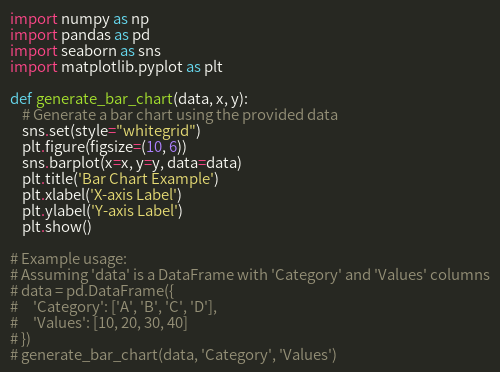 import numpy as np
import pandas as pd
import seaborn as sns
import matplotlib.pyplot as plt

def generate_bar_chart(data, x, y):
    # Generate a bar chart using the provided data
    sns.set(style="whitegrid")
    plt.figure(figsize=(10, 6))
    sns.barplot(x=x, y=y, data=data)
    plt.title('Bar Chart Example')
    plt.xlabel('X-axis Label')
    plt.ylabel('Y-axis Label')
    plt.show()

# Example usage:
# Assuming 'data' is a DataFrame with 'Category' and 'Values' columns
# data = pd.DataFrame({
#     'Category': ['A', 'B', 'C', 'D'],
#     'Values': [10, 20, 30, 40]
# })
# generate_bar_chart(data, 'Category', 'Values')